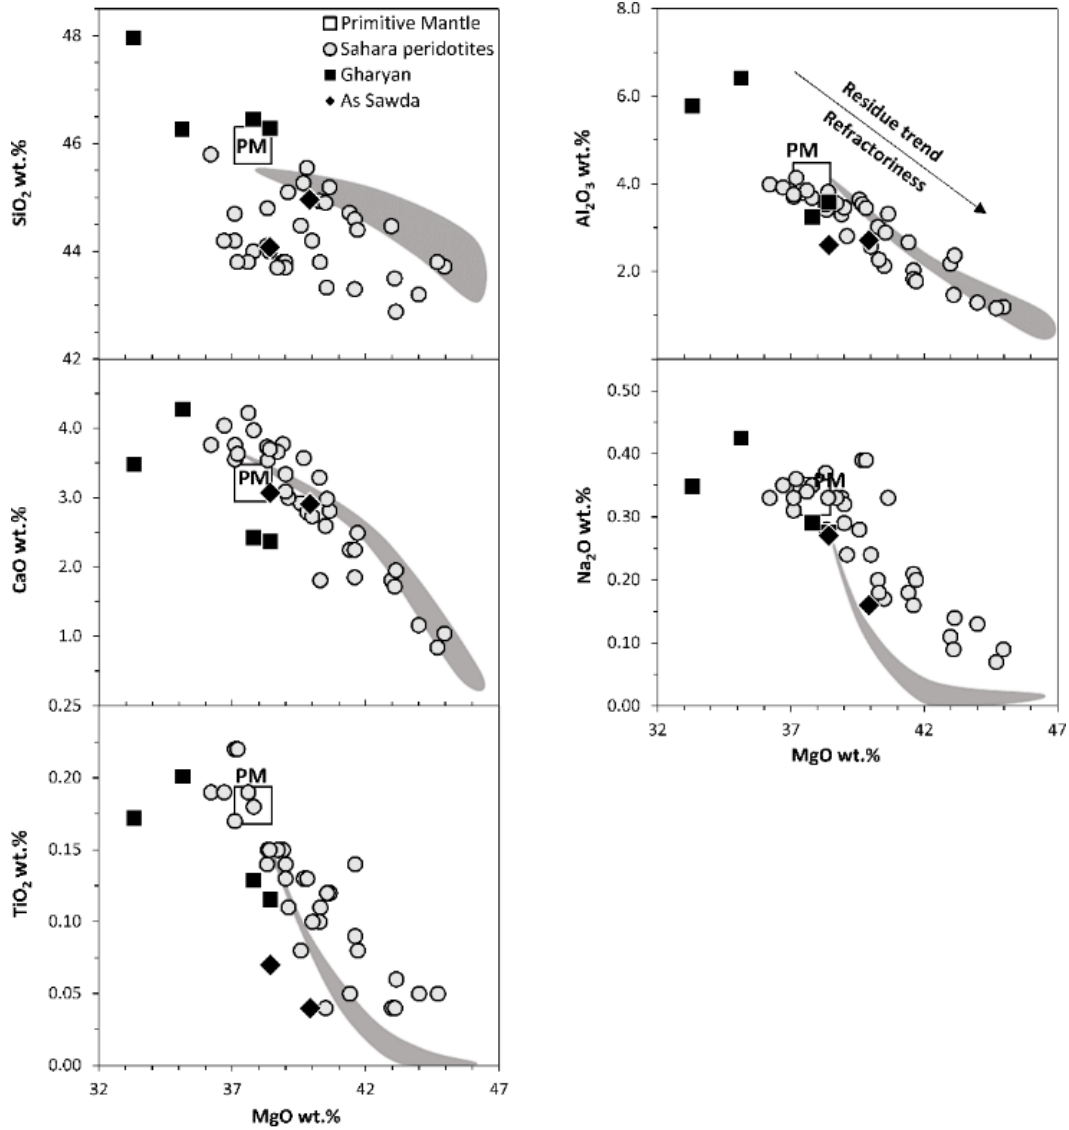 48
46
44
42
SiO₂ wt.%
Primitive Mantle
Sahara peridotites
Gharyan
As Sawda
PM
8.0
6.0
4.0
2.0
Al₂O₃ wt.%
PM
Residue trend
Refractoriness
4.0
3.0
2.0
1.0
CaO wt.%
PM
0.50
0.40
0.30
0.20
0.10
0.00
Na₂O wt.%
PM
32
37
42
47
MgO wt.%
0.25
0.20
0.15
0.10
0.05
0.00
TiO₂ wt.%
PM
32
37
42
47
MgO wt.%